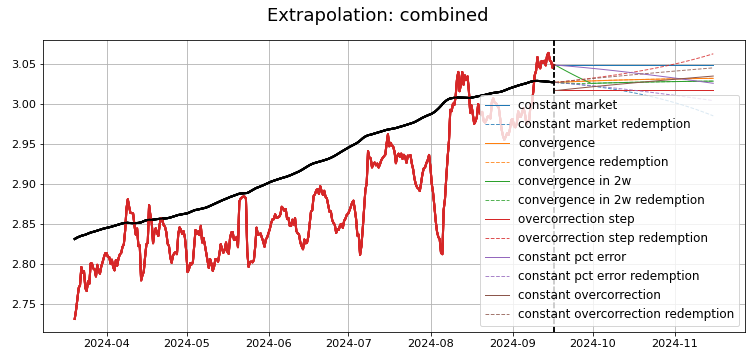 Extrapolation: combined
3.05
3.00
2.95
2.90
2.85
2.80
2.75
constant market
constant market redemption
convergence
convergence redemption
convergence in 2w
convergence in 2w redemption
overcorrection step
overcorrection step redemption
constant pct error
constant pct error redemption
constant overcorrection
constant overcorrection redemption
2024-04 2024-05 2024-06 2024-07 2024-08 2024-09 2024-10 2024-11